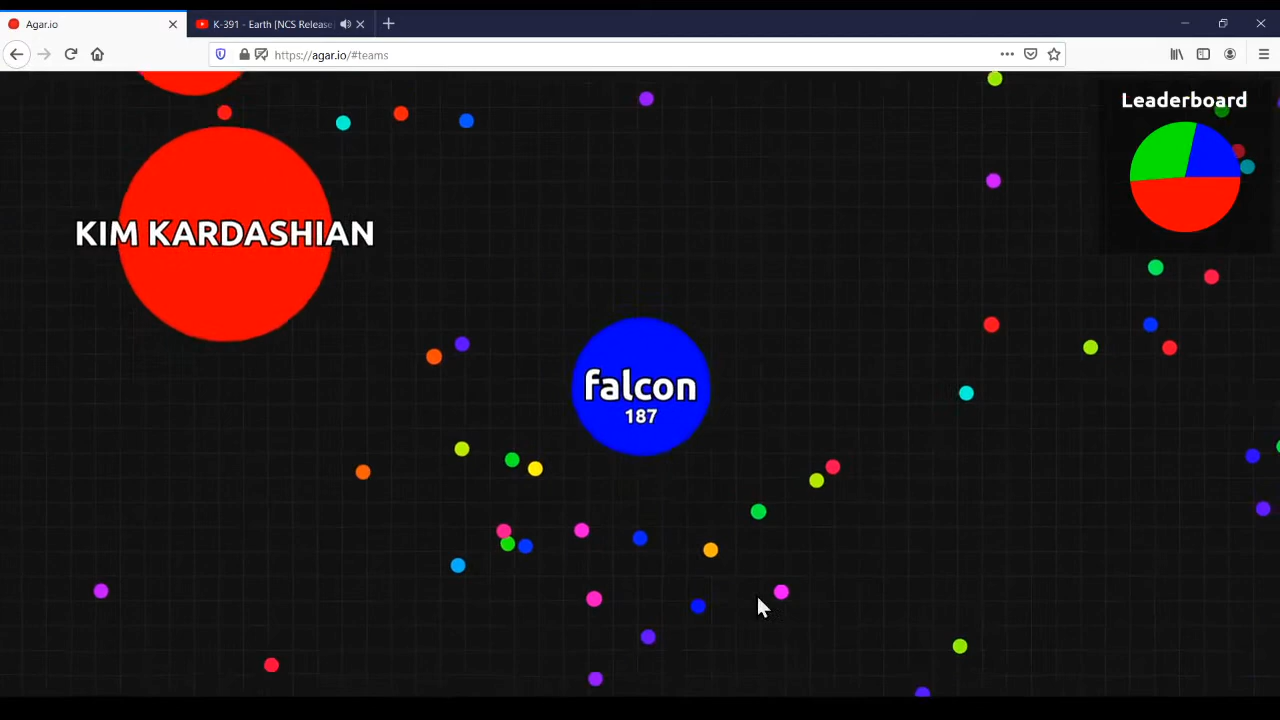 Agar.io
K-391 - Earth [NCS Release
https://agar.io/#teams
Leaderboard
KIM KARDASHIAN
falcon
187